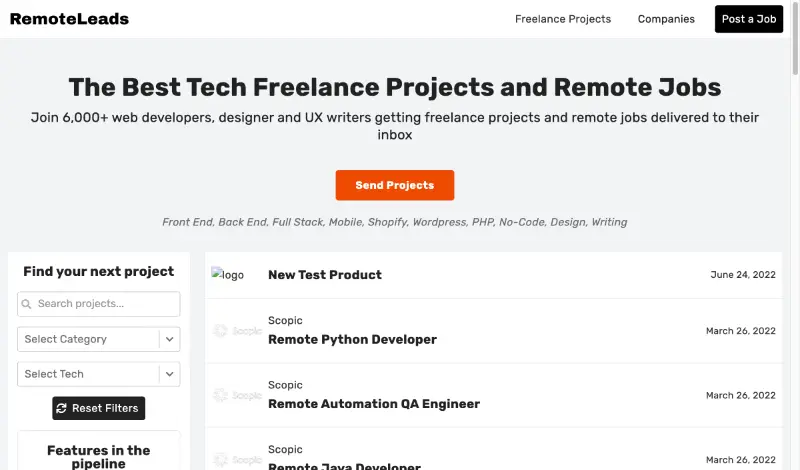 RemoteLeads
Freelance Projects
Companies
Post a Job
The Best Tech Freelance Projects and Remote Jobs
Join 6,000+ web developers, designer and UX writers getting freelance projects and remote jobs delivered to their
inbox
Send Projects
Front End, Back End, Full Stack, Mobile, Shopify, Wordpress, PHP, No-Code, Design, Writing
Find your next project
Search projects...
Select Category
Select Tech
Reset Filters
Features in the
pipeline
logo
New Test Product
June 24, 2022
Scopic
Scopic
Remote Python Developer
March 26, 2022
Scopic
Scopic
Remote Automation QA Engineer
March 26, 2022
Scopic
Scopic
Remote Java Developer
March 26, 2022